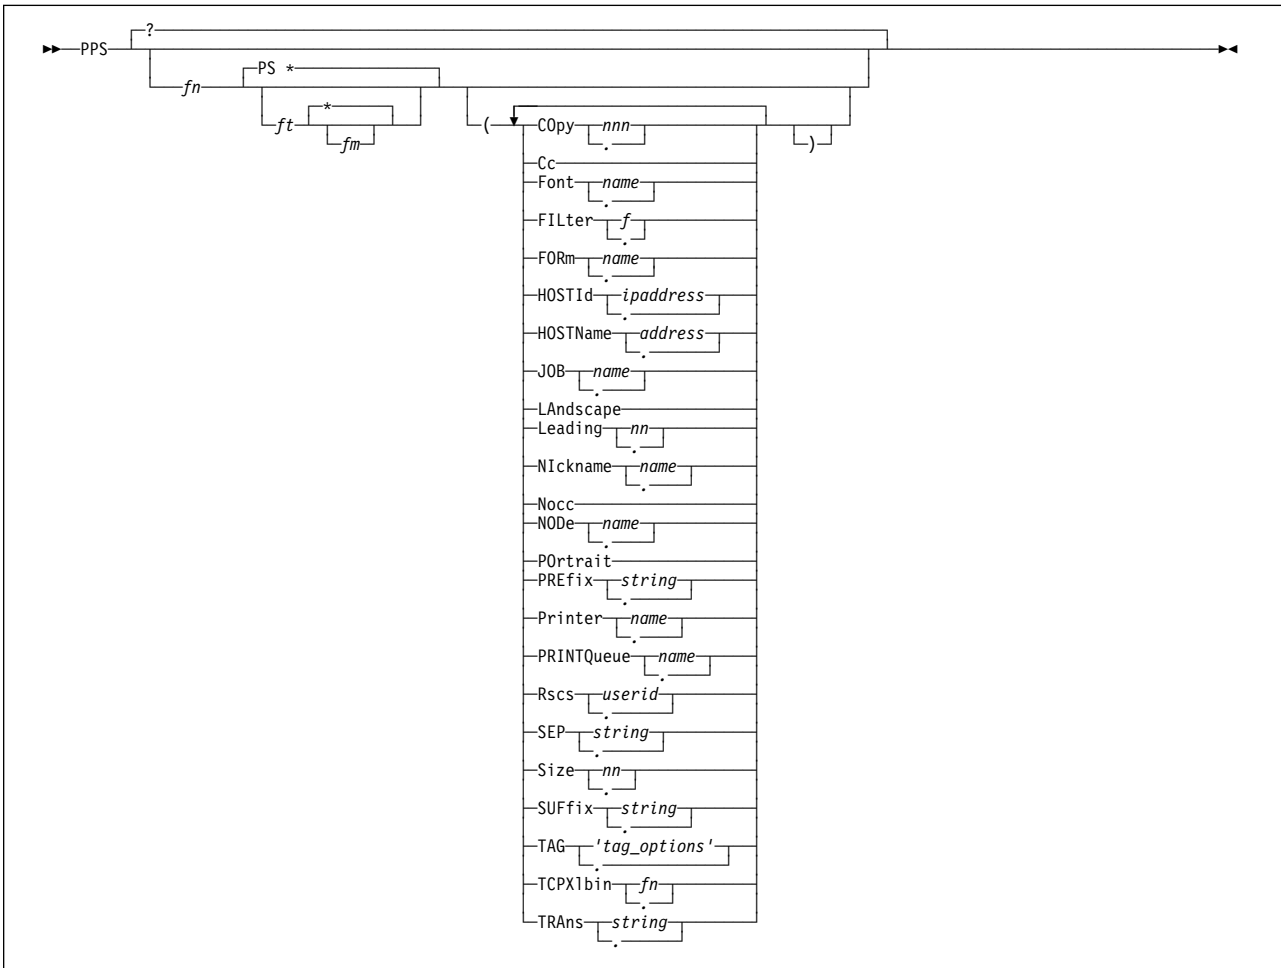 ?
►►──PPS ──►◄
PS *
fn
*
ft
fm
( COpy nnn )
.
Cc
Font name
.
FILter f
.
FORm name
.
HOSTId ipaddress
.
HOSTName address
.
JOB name
.
LAndscape
Leading nn
.
NIckname name
.
Nocc
NODe name
.
POrtrait
PREfix string
.
Printer name
.
PRINTQueue name
.
Rscs userid
.
SEP string
.
Size nn
.
SUFfix string
.
TAG 'tag_options'
.
TCPXlbin fn
.
TRAns string
.